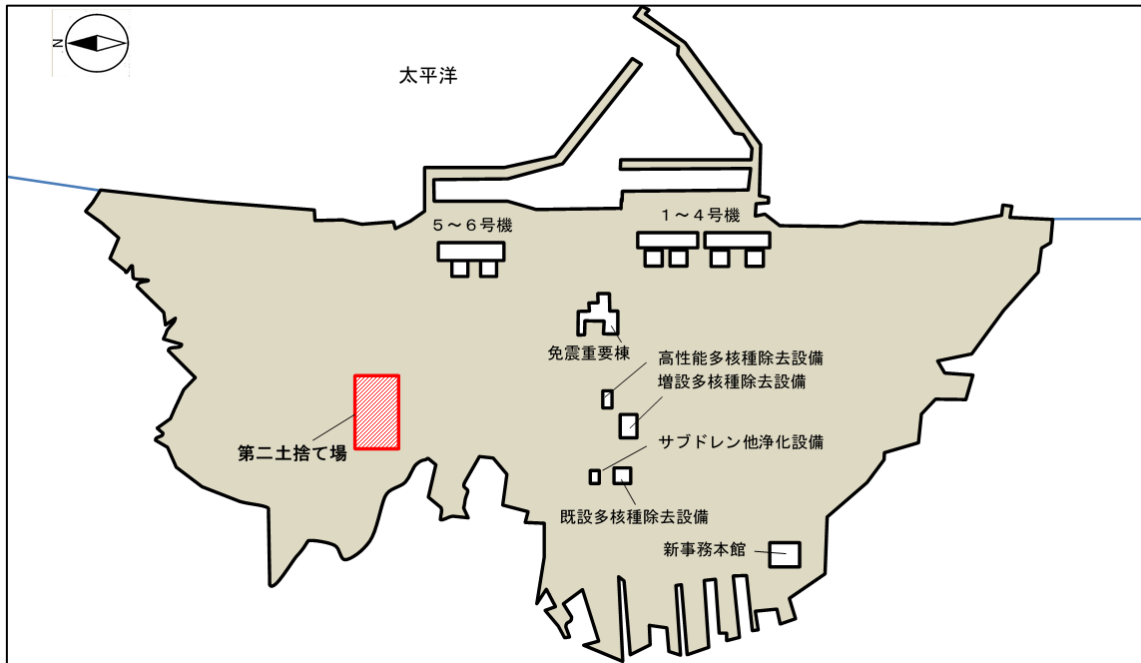 N
太平洋
5～6号機
1～4号機
免震重要棟
高性能多核種除去設備
増設多核種除去設備
サブドレン他浄化設備
第二土捨て場
既設多核種除去設備
新事務本館